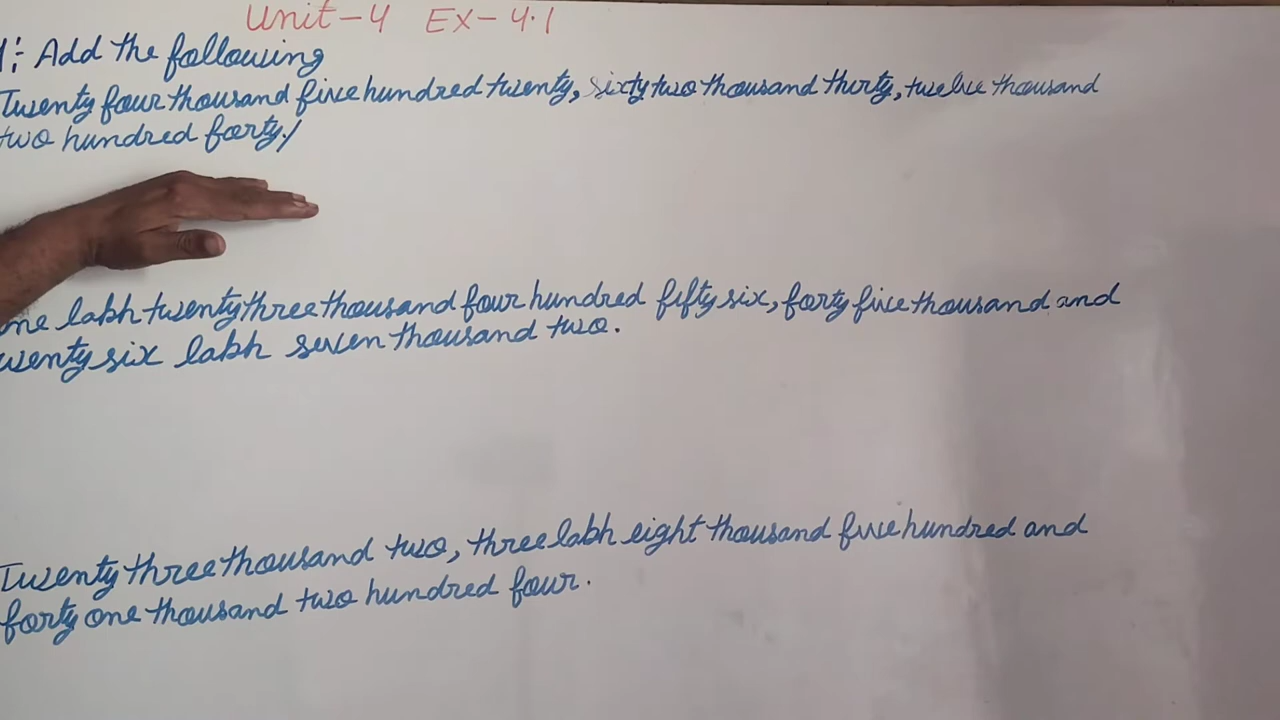 Unit-4 Ex-4.1
1: Add the following
Twenty four thousand five hundred twenty, sixty two thousand thirty, twelve thousand
two hundred forty./
one lakh twenty three thousand four hundred fifty six, forty five thousand and
wenty six lakh seven thousand two.
Twenty three thousand two, three lakh eight thousand five hundred and
forty one thousand two hundred four.